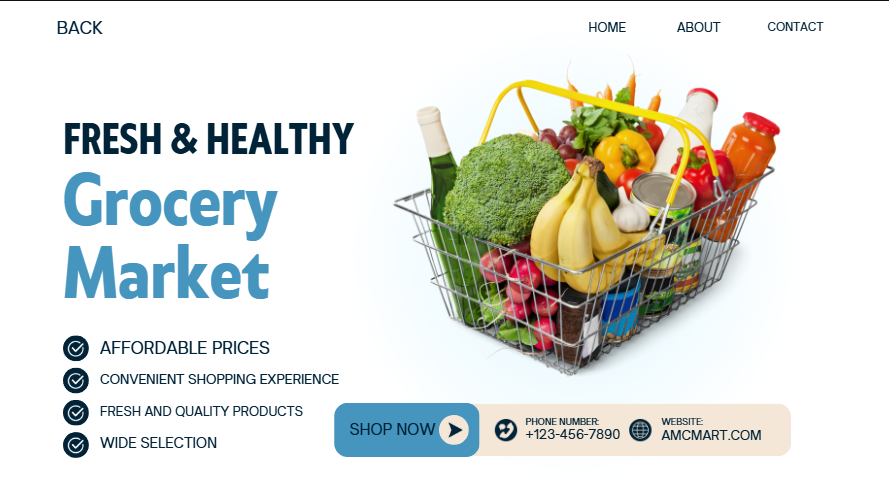 BACK
HOME
ABOUT
CONTACT
FRESH & HEALTHY
Grocery
Market
AFFORDABLE PRICES
CONVENIENT SHOPPING EXPERIENCE
FRESH AND QUALITY PRODUCTS
WIDE SELECTION
SHOP NOW
PHONE NUMBER:
+123-456-7890
WEBSITE:
AMCMART.COM